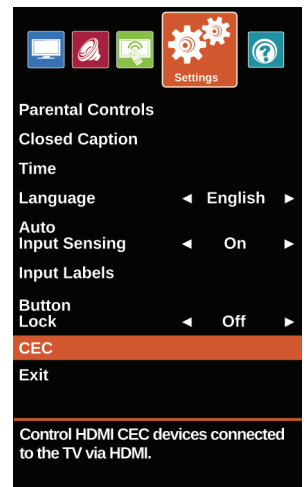 Settings
Parental Controls
Closed Caption
Time
Language ◄ English ►
Auto
Input Sensing ◄ On ►
Input Labels
Button
Lock ◄ Off ►
CEC
Exit
Control HDMI CEC devices connected
to the TV via HDMI.